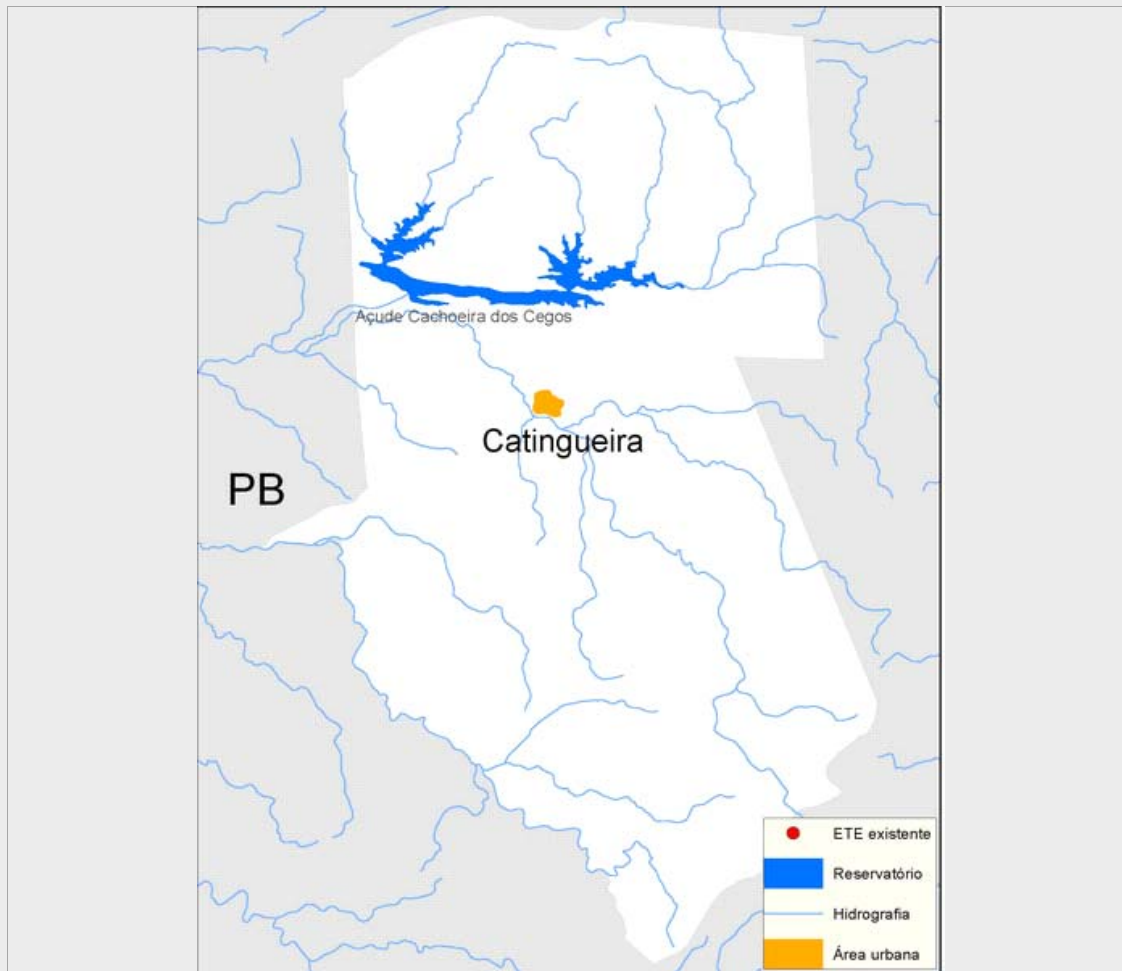 Açude Cachoeira dos Cegos
Catingueira
PB
ETE existente
Reservatório
Hidrografia
Área urbana